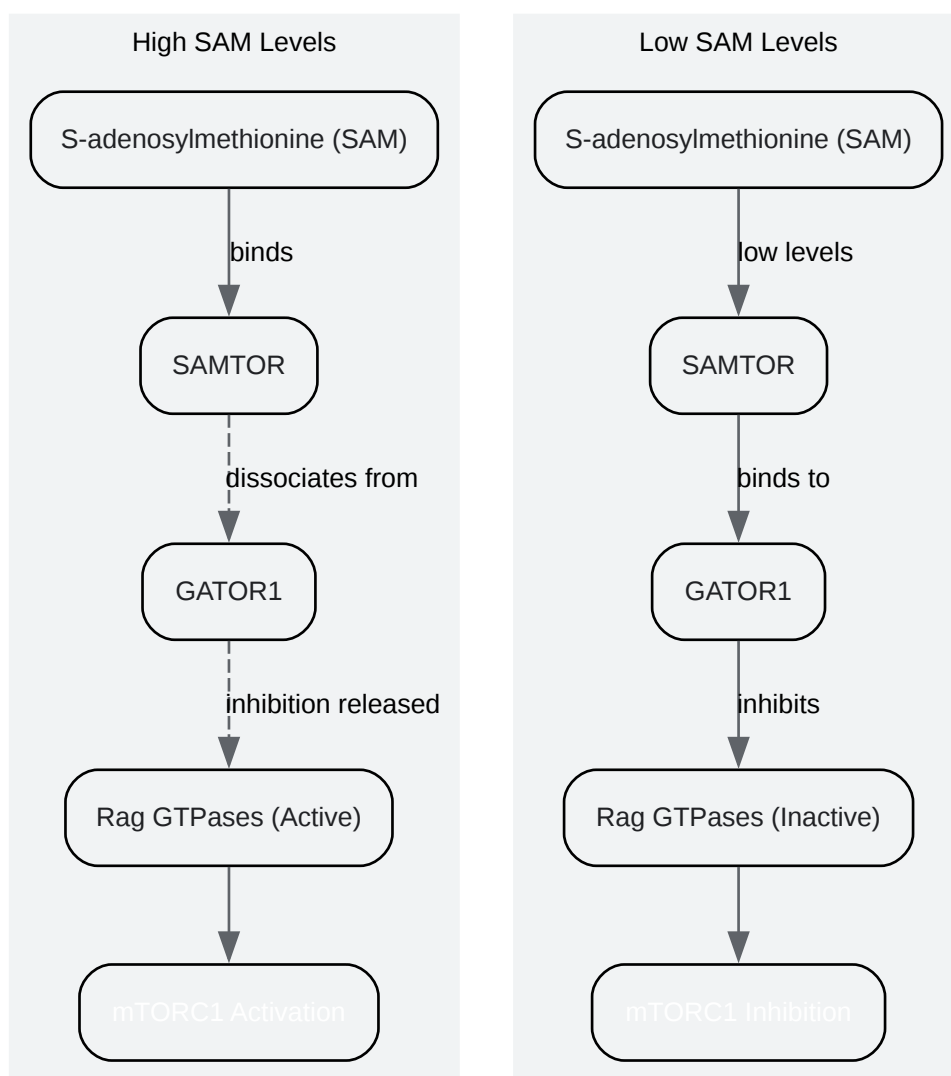 High SAM Levels
S-adenosylmethionine (SAM)
binds
SAMTOR
dissociates from
GATOR1
inhibition released
Rag GTPases (Active)
mTORC1 Activation
Low SAM Levels
S-adenosylmethionine (SAM)
low levels
SAMTOR
binds to
GATOR1
inhibits
Rag GTPases (Inactive)
mTORC1 Inhibition